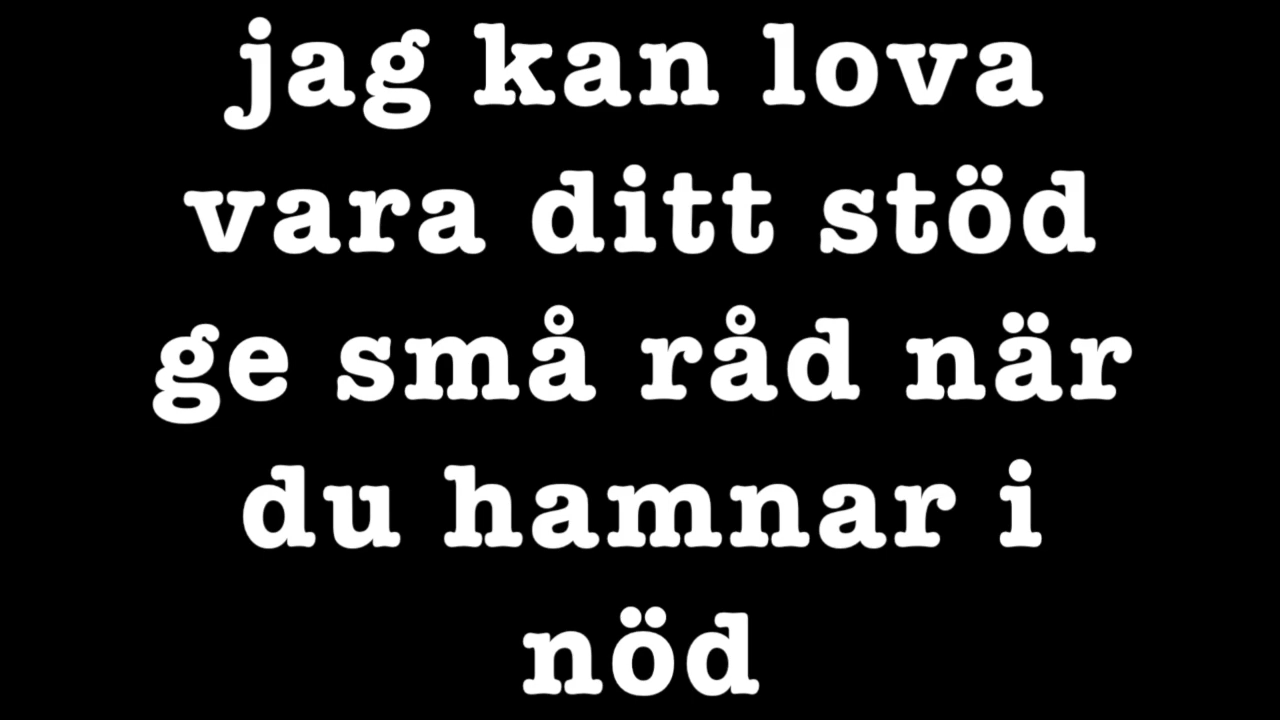 jag kan lova
vara ditt stöd
ge små råd när
du hamnar i
nöd